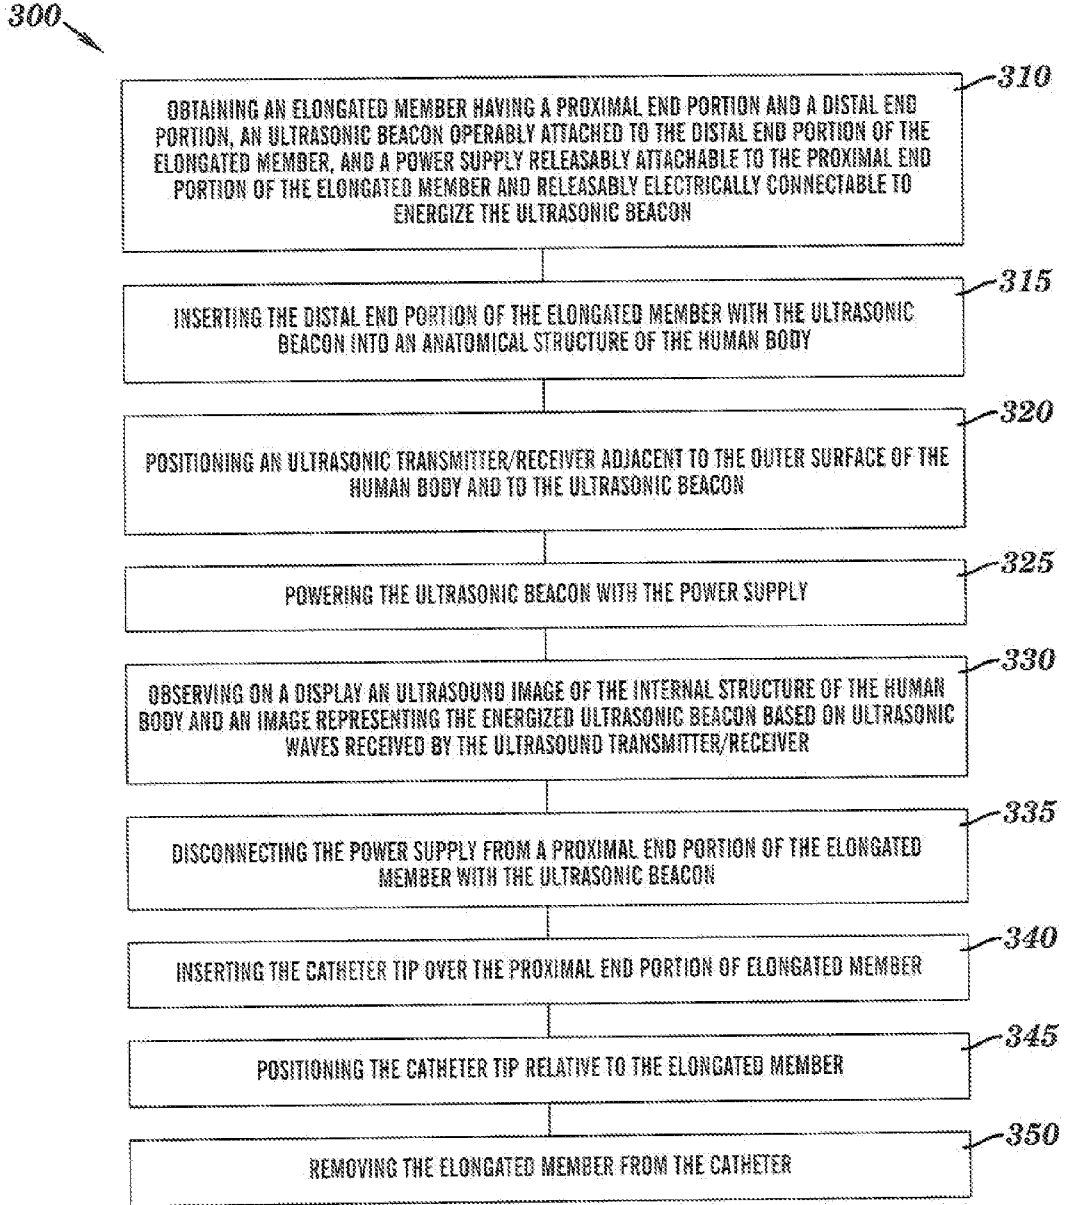 300
310
OBTAINING AN ELONGATED MEMBER HAVING A PROXIMAL END PORTION AND A DISTAL END
PORTION, AN ULTRASONIC BEACON OPERABLY ATTACHED TO THE DISTAL END PORTION OF THE
ELONGATED MEMBER, AND A POWER SUPPLY RELEASABLY ATTACHABLE TO THE PROXIMAL END
PORTION OF THE ELONGATED MEMBER AND RELEASABLY ELECTRICALLY CONNECTABLE TO
ENERGIZE THE ULTRASONIC BEACON
315
INSERTING THE DISTAL END PORTION OF THE ELONGATED MEMBER WITH THE ULTRASONIC
BEACON INTO AN ANATOMICAL STRUCTURE OF THE HUMAN BODY
320
POSITIONING AN ULTRASONIC TRANSMITTER/RECEIVER ADJACENT TO THE OUTER SURFACE OF THE
HUMAN BODY AND TO THE ULTRASONIC BEACON
325
POWERING THE ULTRASONIC BEACON WITH THE POWER SUPPLY
330
OBSERVING ON A DISPLAY AN ULTRASOUND IMAGE OF THE INTERNAL STRUCTURE OF THE HUMAN
BODY AND AN IMAGE REPRESENTING THE ENERGIZED ULTRASONIC BEACON BASED ON ULTRASONIC
WAVES RECEIVED BY THE ULTRASOUND TRANSMITTER/RECEIVER
335
DISCONNECTING THE POWER SUPPLY FROM A PROXIMAL END PORTION OF THE ELONGATED
MEMBER WITH THE ULTRASONIC BEACON
340
INSERTING THE CATHETER TIP OVER THE PROXIMAL END PORTION OF ELONGATED MEMBER
345
POSITIONING THE CATHETER TIP RELATIVE TO THE ELONGATED MEMBER
350
REMOVING THE ELONGATED MEMBER FROM THE CATHETER